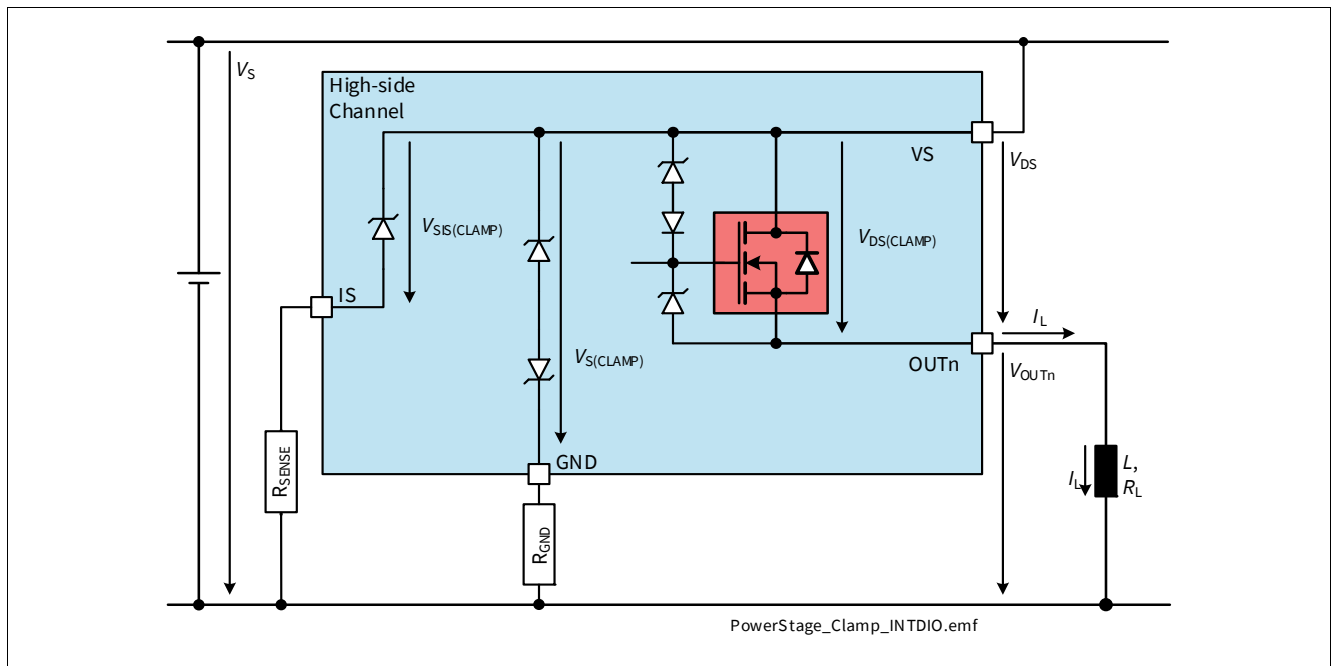 VS
High-side
Channel
VS
VDS
VSIS(CLAMP)
VDS(CLAMP)
IS
IL
VS(CLAMP)
OUTn
VOUTn
GND
RSENSE
IL
L,
RL
RGND
PowerStage_Clamp_INTDIO.emf